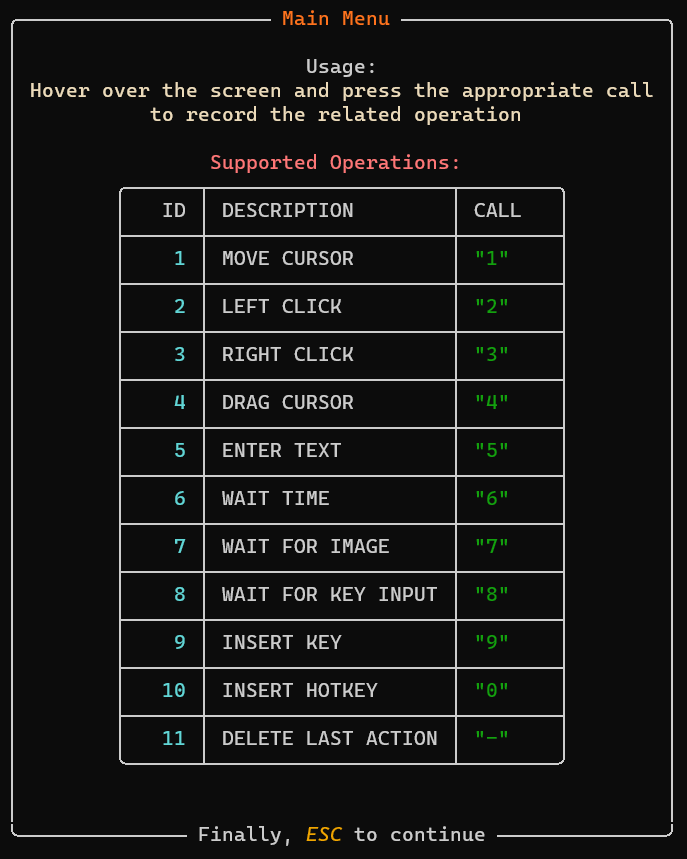 Main Menu
Usage:
Hover over the screen and press the appropriate call
to record the related operation
Supported Operations:
ID DESCRIPTION CALL
1 MOVE CURSOR "1"
2 LEFT CLICK "2"
3 RIGHT CLICK "3"
4 DRAG CURSOR "4"
5 ENTER TEXT "5"
6 WAIT TIME "6"
7 WAIT FOR IMAGE "7"
8 WAIT FOR KEY INPUT "8"
9 INSERT KEY "9"
10 INSERT HOTKEY "0"
11 DELETE LAST ACTION "-"
Finally, ESC to continue